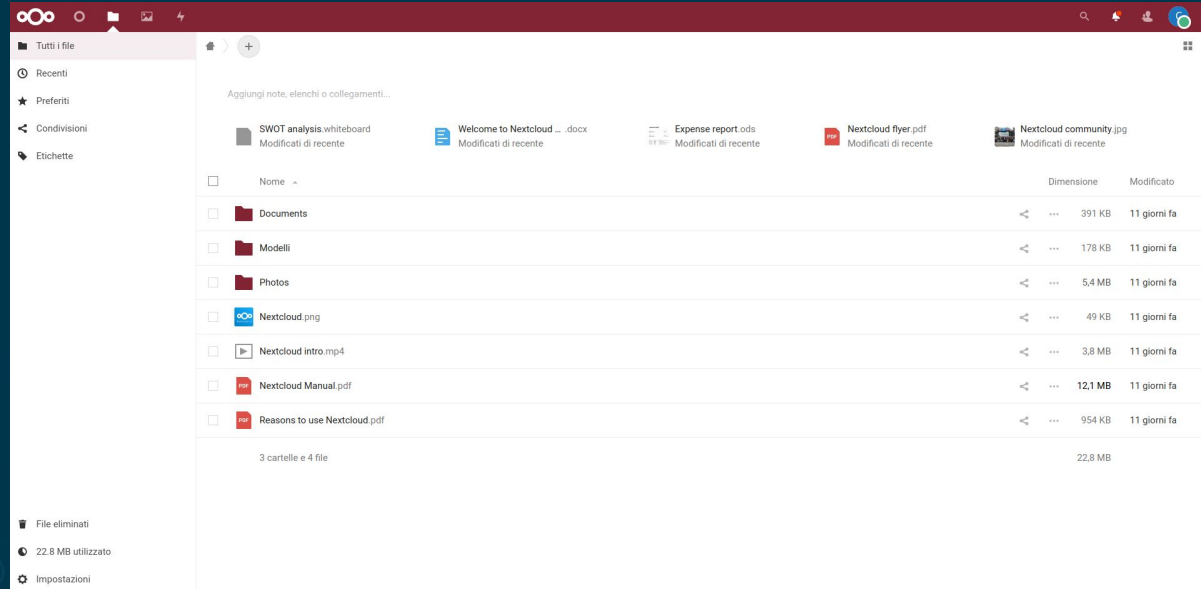 Tutti i file
Recenti
Preferiti
Condivisioni
Etichette
Aggiungi note, elenchi o collegamenti...
SWOT analysis.whiteboard
Modificati di recente
Welcome to Nextcloud ... .docx
Modificati di recente
Expense report.ods
Modificati di recente
PDF
Nextcloud flyer.pdf
Modificati di recente
Nextcloud community.jpg
Modificati di recente
Nome Dimensione Modificato
Documents 391 KB 11 giorni fa
Modelli 178 KB 11 giorni fa
Photos 5,4 MB 11 giorni fa
Nextcloud.png 49 KB 11 giorni fa
Nextcloud intro.mp4 3,8 MB 11 giorni fa
PDF Nextcloud Manual.pdf 12,1 MB 11 giorni fa
PDF Reasons to use Nextcloud.pdf 954 KB 11 giorni fa
3 cartelle e 4 file 22,8 MB
File eliminati
22.8 MB utilizzato
Impostazioni